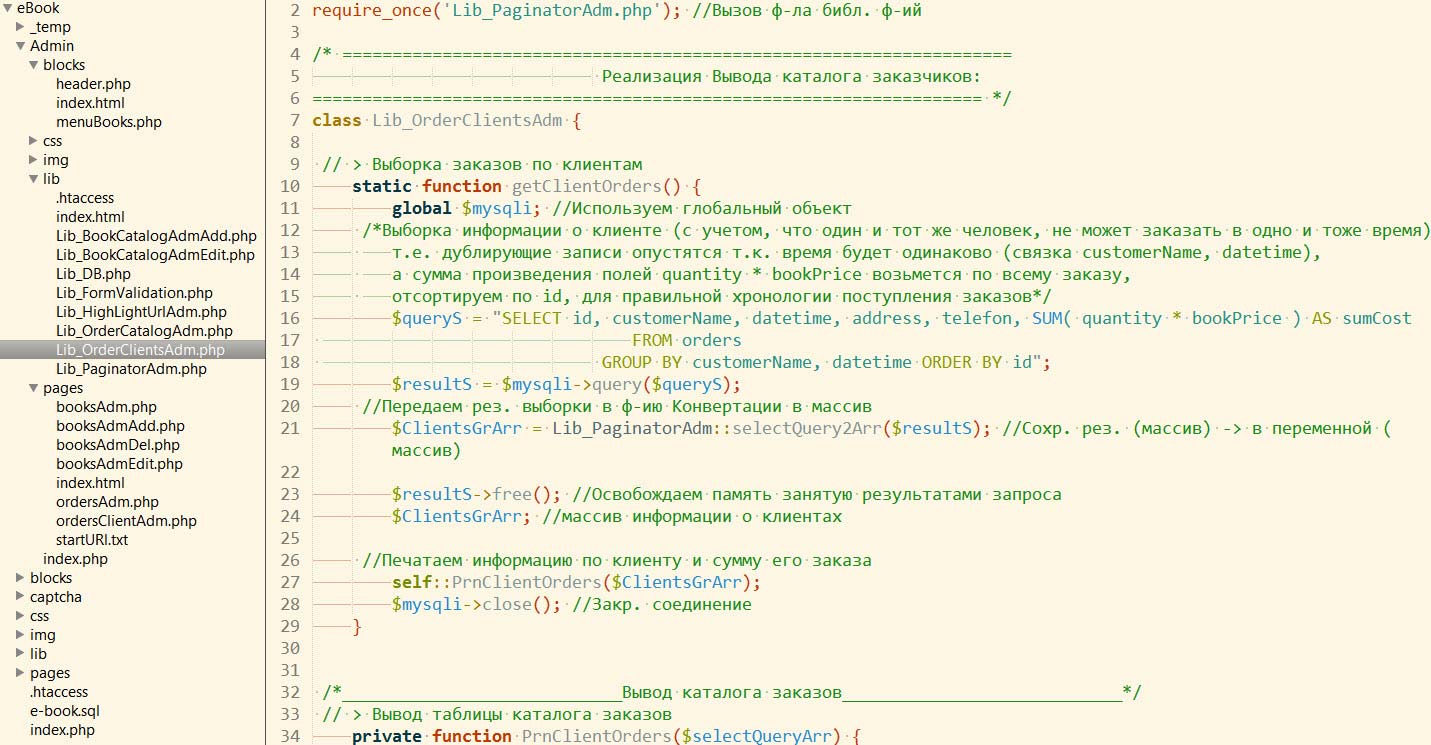 eBook
_temp
Admin
blocks
header.php
index.html
menuBooks.php
css
img
lib
.htaccess
index.html
Lib_BookCatalogAdmAdd.php
Lib_BookCatalogAdmEdit.php
Lib_DB.php
Lib_FormValidation.php
Lib_HighLightUrlAdm.php
Lib_OrderCatalogAdm.php
Lib_OrderClientsAdm.php
Lib_PaginatorAdm.php
pages
booksAdm.php
booksAdmAdd.php
booksAdmDel.php
booksAdmEdit.php
index.html
ordersAdm.php
ordersClientAdm.php
startURI.txt
index.php
blocks
captcha
css
img
lib
pages
.htaccess
e-book.sql
index.php
2 require_once('Lib_PaginatorAdm.php'); //Вызов ф-ла библ. ф-ий
3
4 /* ===================================================================
5 Реализация Вывода каталога заказчиков:
6 =================================================================== */
7 class Lib_OrderClientsAdm {
8
9 // > Выборка заказов по клиентам
10 static function getClientOrders() {
11 global $mysqli; //Используем глобальный объект
12 /*Выборка информации о клиенте (с учетом, что один и тот же человек, не может заказать в одно и тоже время)
13 т.е. дублирующие записи опустятся т.к. время будет одинаково (связка customerName, datetime),
14 а сумма произведения полей quantity * bookPrice возьмется по всему заказу,
15 отсортируем по id, для правильной хронологии поступления заказов*/
16 $queryS = "SELECT id, customerName, datetime, address, telefon, SUM( quantity * bookPrice ) AS sumCost
17 FROM orders
18 GROUP BY customerName, datetime ORDER BY id";
19 $resultS = $mysqli->query($queryS);
20 //Передаем рез. выборки в ф-ию Конвертации в массив
21 $ClientsGrArr = Lib_PaginatorAdm::selectQuery2Arr($resultS); //Сохр. рез. (массив) -> в переменной (
массив)
22
23 $resultS->free(); //Освобождаем память занятую результатами запроса
24 $ClientsGrArr; //массив информации о клиентах
25
26 //Печатаем информацию по клиенту и сумму его заказа
27 self::PrnClientOrders($ClientsGrArr);
28 $mysqli->close(); //Закр. соединение
29 }
30
31
32 /*____________________________Вывод каталога заказов____________________________*/
33 // > Вывод таблицы каталога заказов
34 private function PrnClientOrders($selectQueryArr) {